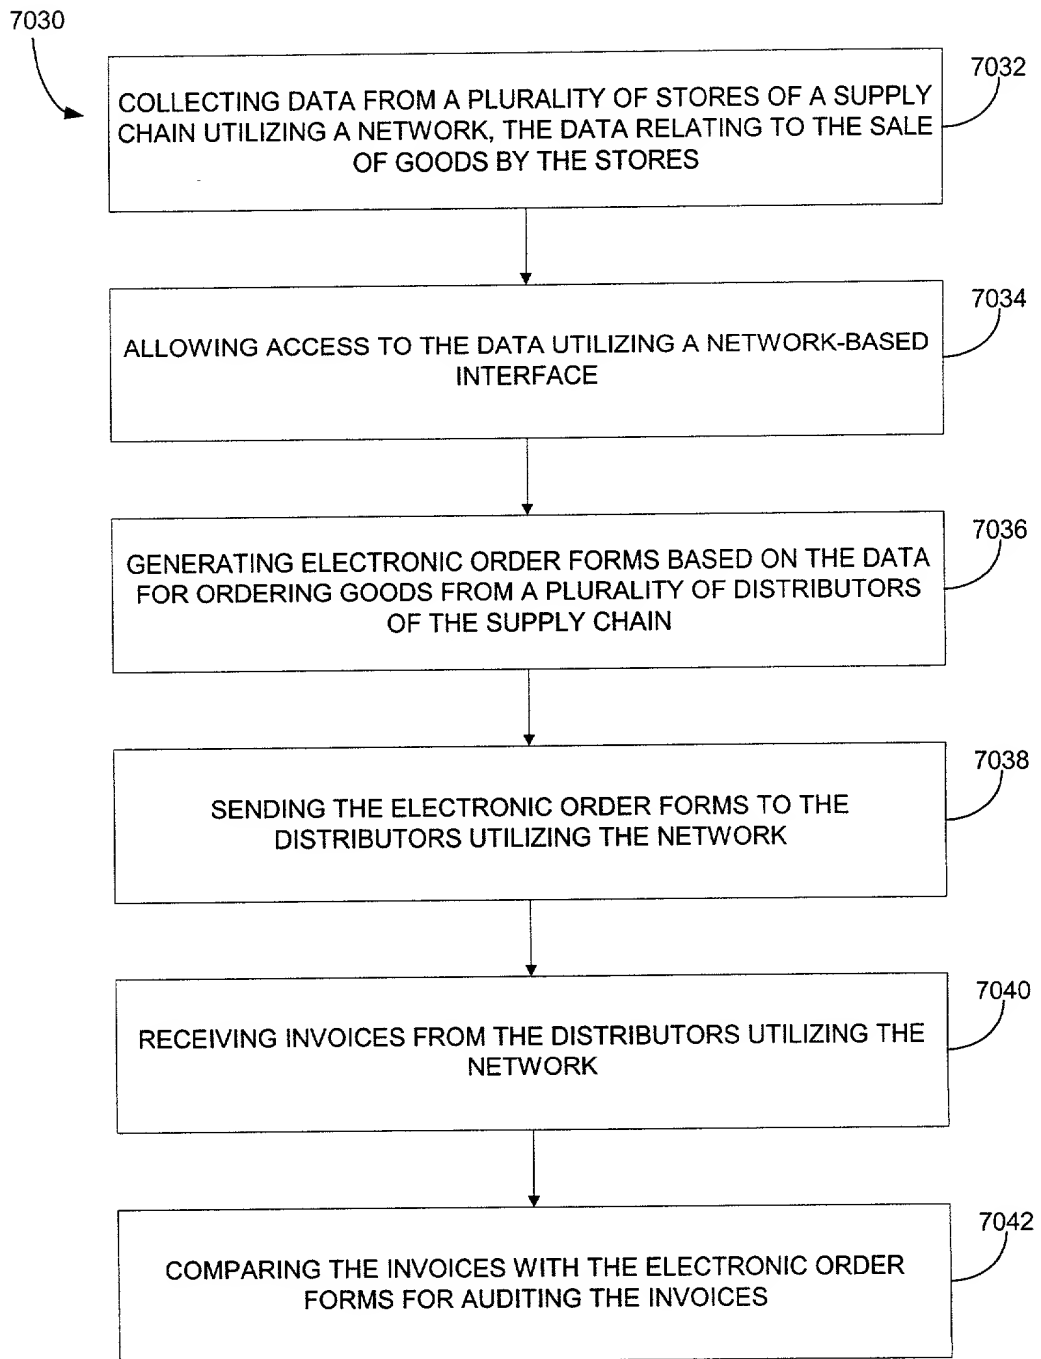 7030
7032
COLLECTING DATA FROM A PLURALITY OF STORES OF A SUPPLY
CHAIN UTILIZING A NETWORK, THE DATA RELATING TO THE SALE
OF GOODS BY THE STORES
7034
ALLOWING ACCESS TO THE DATA UTILIZING A NETWORK-BASED
INTERFACE
7036
GENERATING ELECTRONIC ORDER FORMS BASED ON THE DATA
FOR ORDERING GOODS FROM A PLURALITY OF DISTRIBUTORS
OF THE SUPPLY CHAIN
7038
SENDING THE ELECTRONIC ORDER FORMS TO THE
DISTRIBUTORS UTILIZING THE NETWORK
7040
RECEIVING INVOICES FROM THE DISTRIBUTORS UTILIZING THE
NETWORK
7042
COMPARING THE INVOICES WITH THE ELECTRONIC ORDER
FORMS FOR AUDITING THE INVOICES